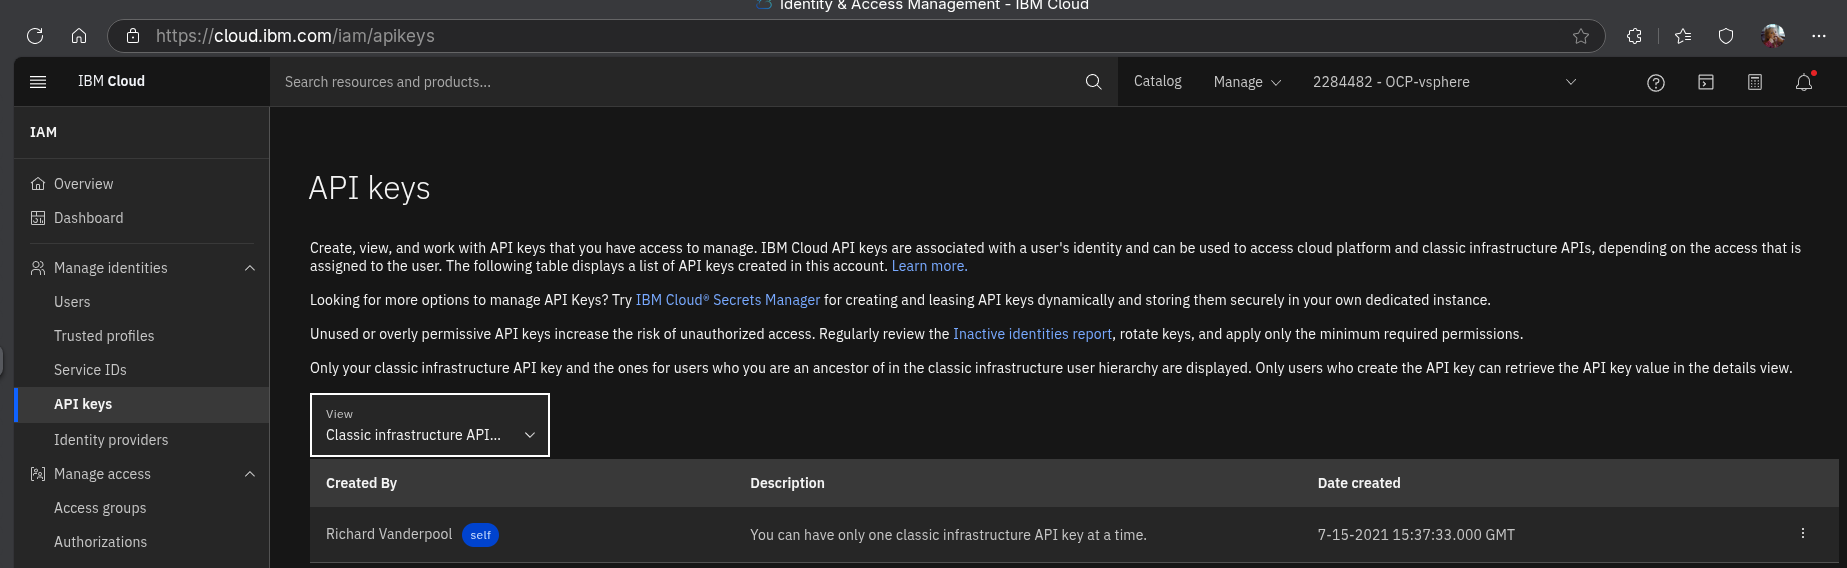 Identity & Access Management - IBM Cloud
https://cloud.ibm.com/iam/apikeys
IBM Cloud
Search resources and products...
Catalog
Manage
2284482 - OCP-vsphere
IAM
Overview
Dashboard
Manage identities
Users
Trusted profiles
Service IDs
API keys
Identity providers
Manage access
Access groups
Authorizations
API keys
Create, view, and work with API keys that you have access to manage. IBM Cloud API keys are associated with a user's identity and can be used to access cloud platform and classic infrastructure APIs, depending on the access that is
assigned to the user. The following table displays a list of API keys created in this account. Learn more.
Looking for more options to manage API Keys? Try IBM Cloud® Secrets Manager for creating and leasing API keys dynamically and storing them securely in your own dedicated instance.
Unused or overly permissive API keys increase the risk of unauthorized access. Regularly review the Inactive identities report, rotate keys, and apply only the minimum required permissions.
Only your classic infrastructure API key and the ones for users who you are an ancestor of in the classic infrastructure user hierarchy are displayed. Only users who create the API key can retrieve the API key value in the details view.
View
Classic infrastructure API...
Created By Description Date created
Richard Vanderpool self You can have only one classic infrastructure API key at a time. 7-15-2021 15:37:33.000 GMT